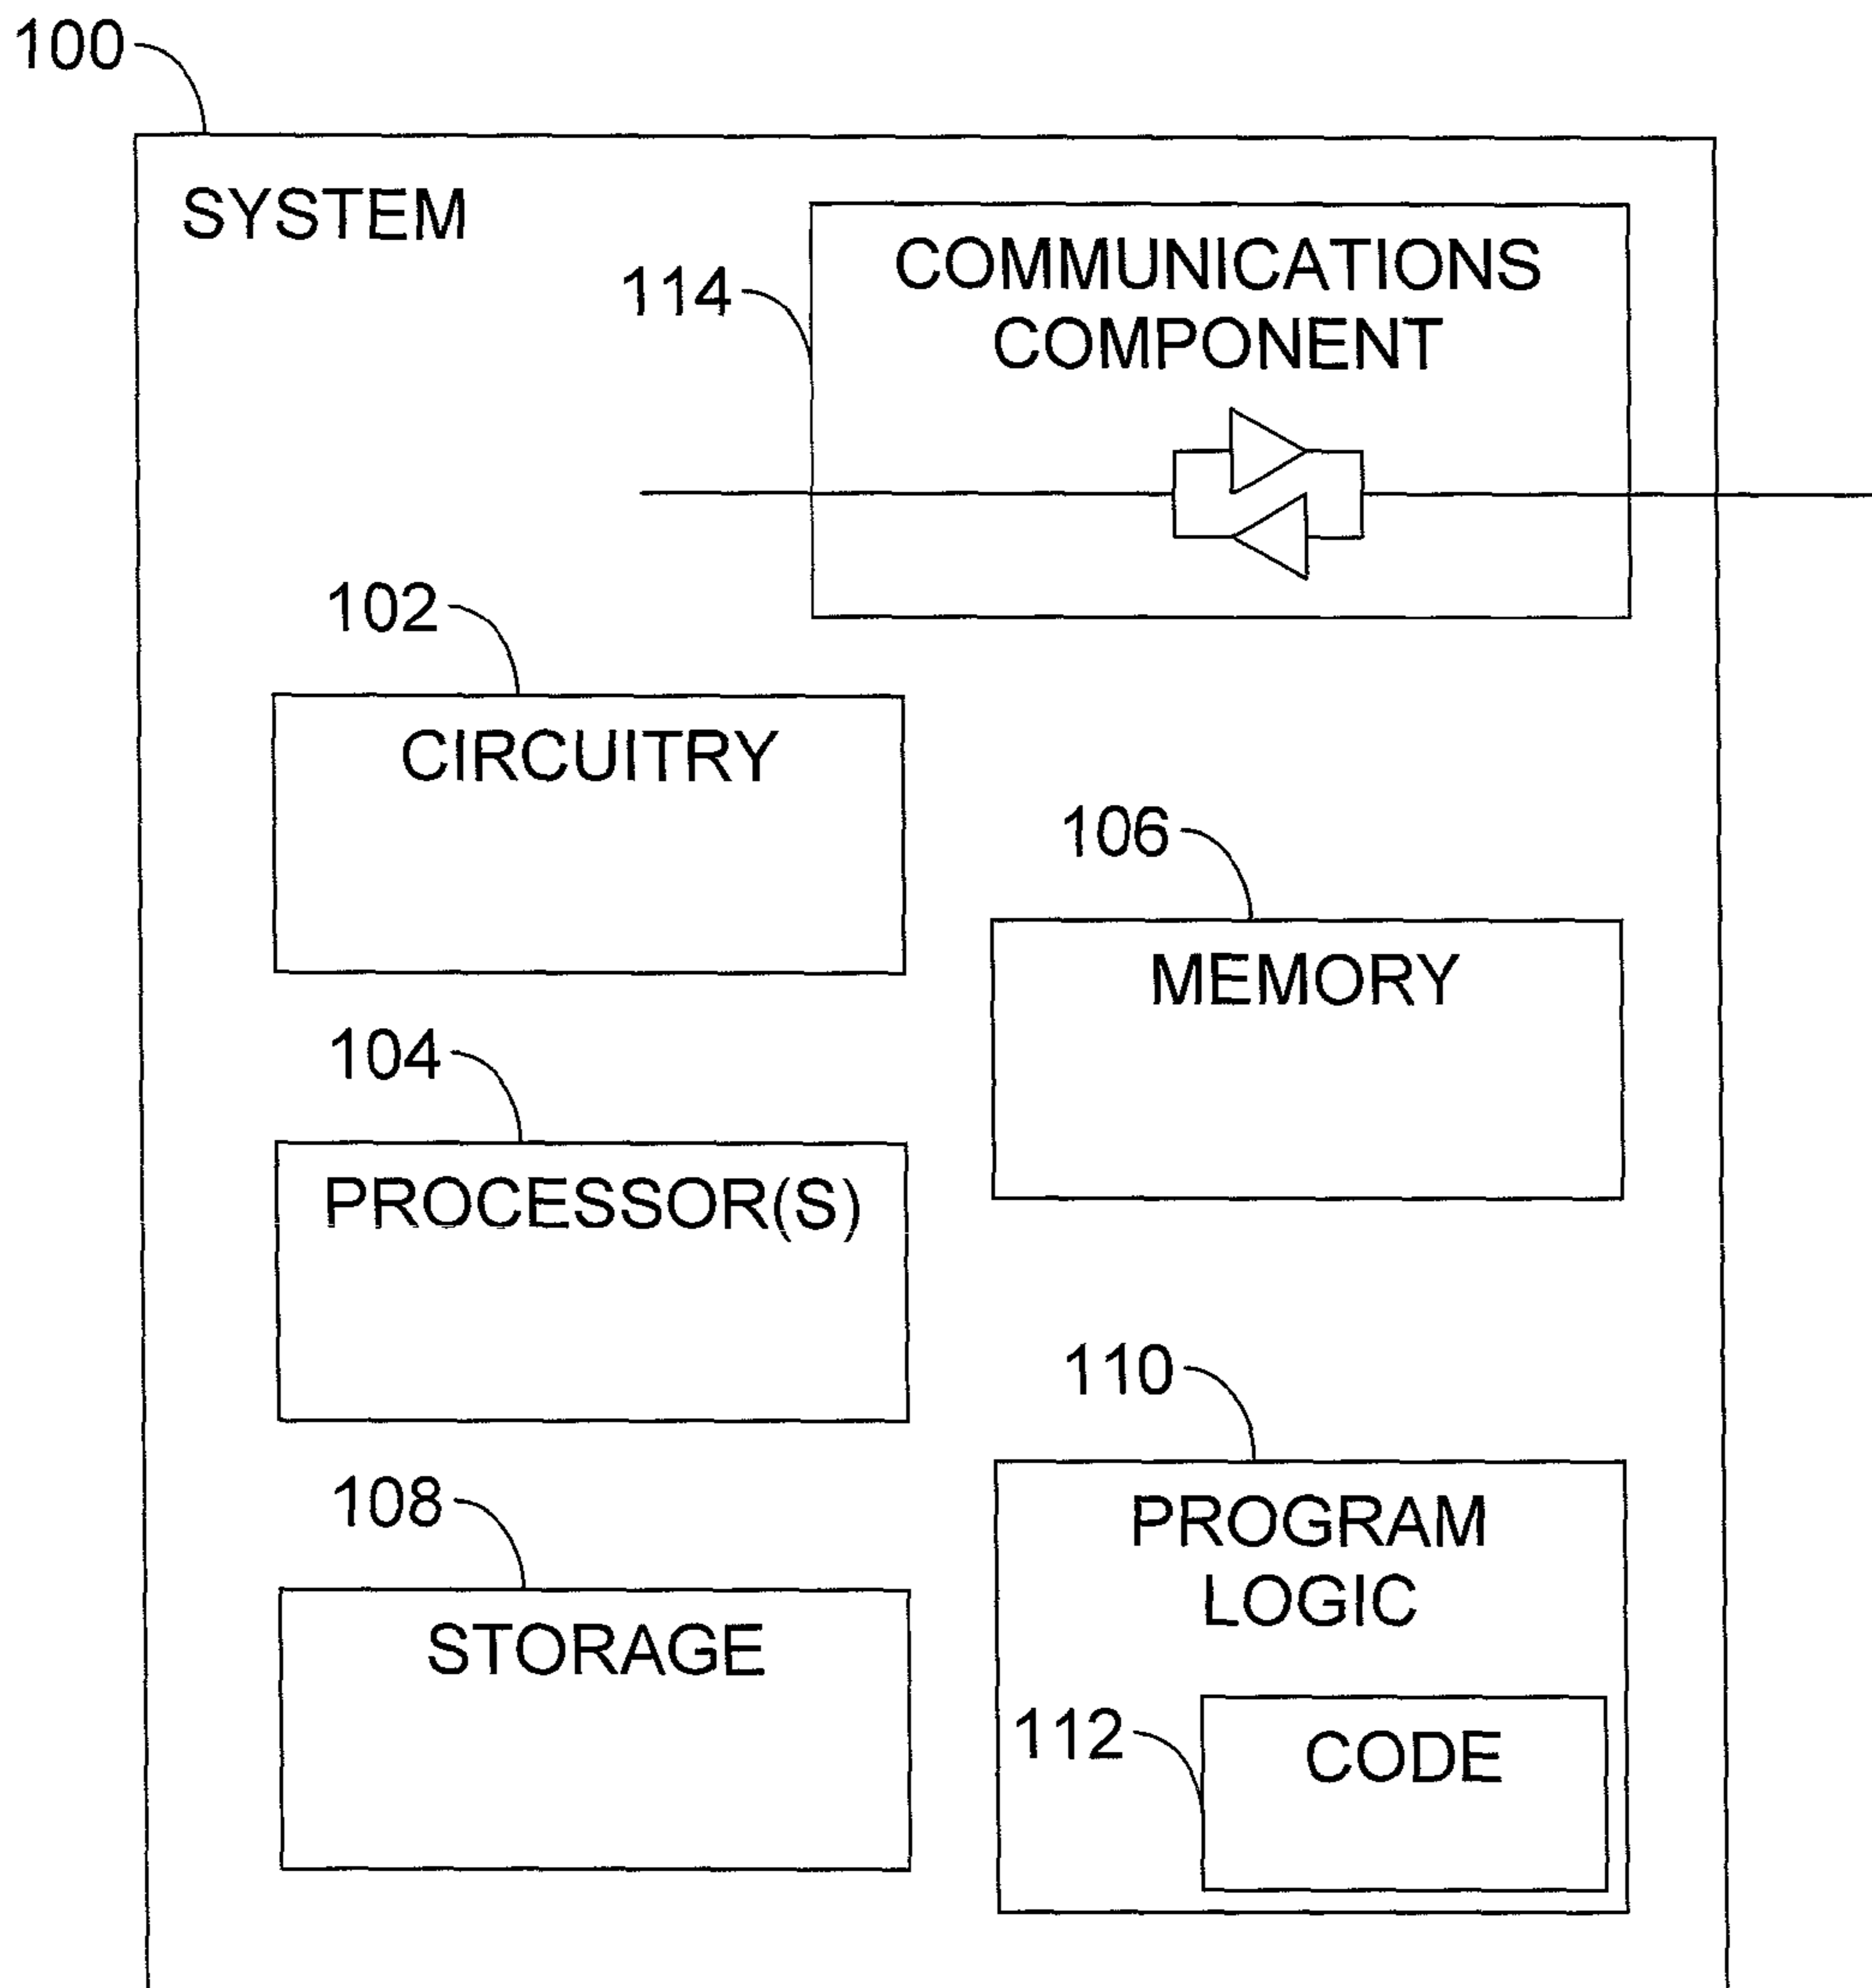 100
SYSTEM
114
COMMUNICATIONS
COMPONENT
102
CIRCUITRY
106
MEMORY
104
PROCESSOR(S)
110
PROGRAM
LOGIC
108
STORAGE
112
CODE